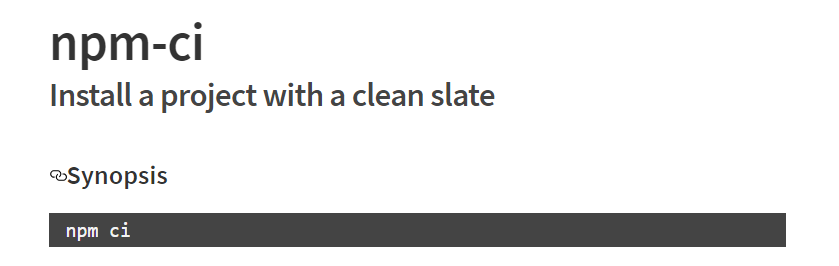 npm-ci
Install a project with a clean slate
Synopsis
npm ci